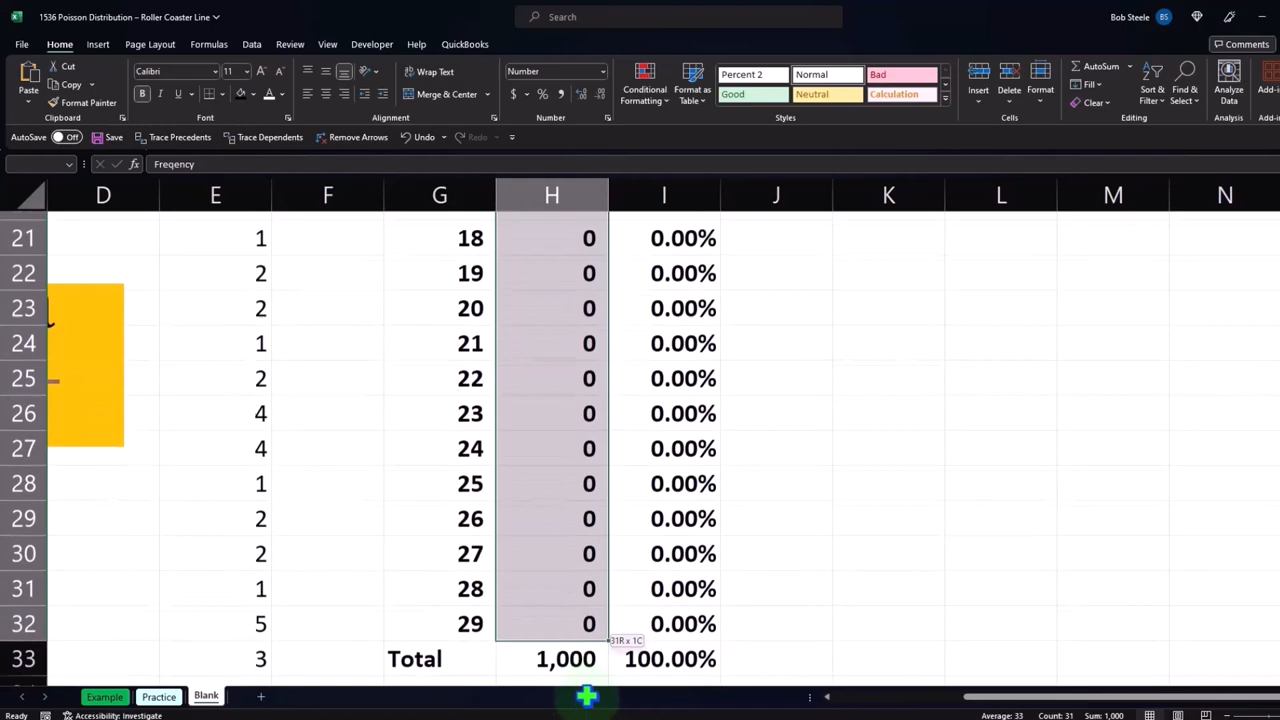 1536 Poisson Distribution – Roller Coaster Line
Search
Bob Steele BS
File Home Insert Page Layout Formulas Data Review View Developer Help QuickBooks Comments
Paste Cut Copy Format Painter Clipboard
Calibri 11 B I U A Font
Wrap Text Merge & Center Alignment
Number $ % Number
Conditional Formatting Format as Table
Percent 2 Normal Bad
Good Neutral Calculation
Styles
Insert Delete Format Cells
AutoSum Fill Clear Sort & Filter Find & Select Editing
Analyze Data Analysis
Add-in
AutoSave Off Save Trace Precedents Trace Dependents Remove Arrows Undo Redo
fx Freqency
D E F G H I J K L M N
21 1 18 0 0.00%
22 2 19 0 0.00%
23 2 20 0 0.00%
24 1 21 0 0.00%
25 2 22 0 0.00%
26 4 23 0 0.00%
27 4 24 0 0.00%
28 1 25 0 0.00%
29 2 26 0 0.00%
30 2 27 0 0.00%
31 1 28 0 0.00%
32 5 29 0 0.00%
31R x 1C
33 3 Total 1,000 100.00%
Example Practice Blank
Ready Accessibility: Investigate Average: 33 Count: 31 Sum: 1,000